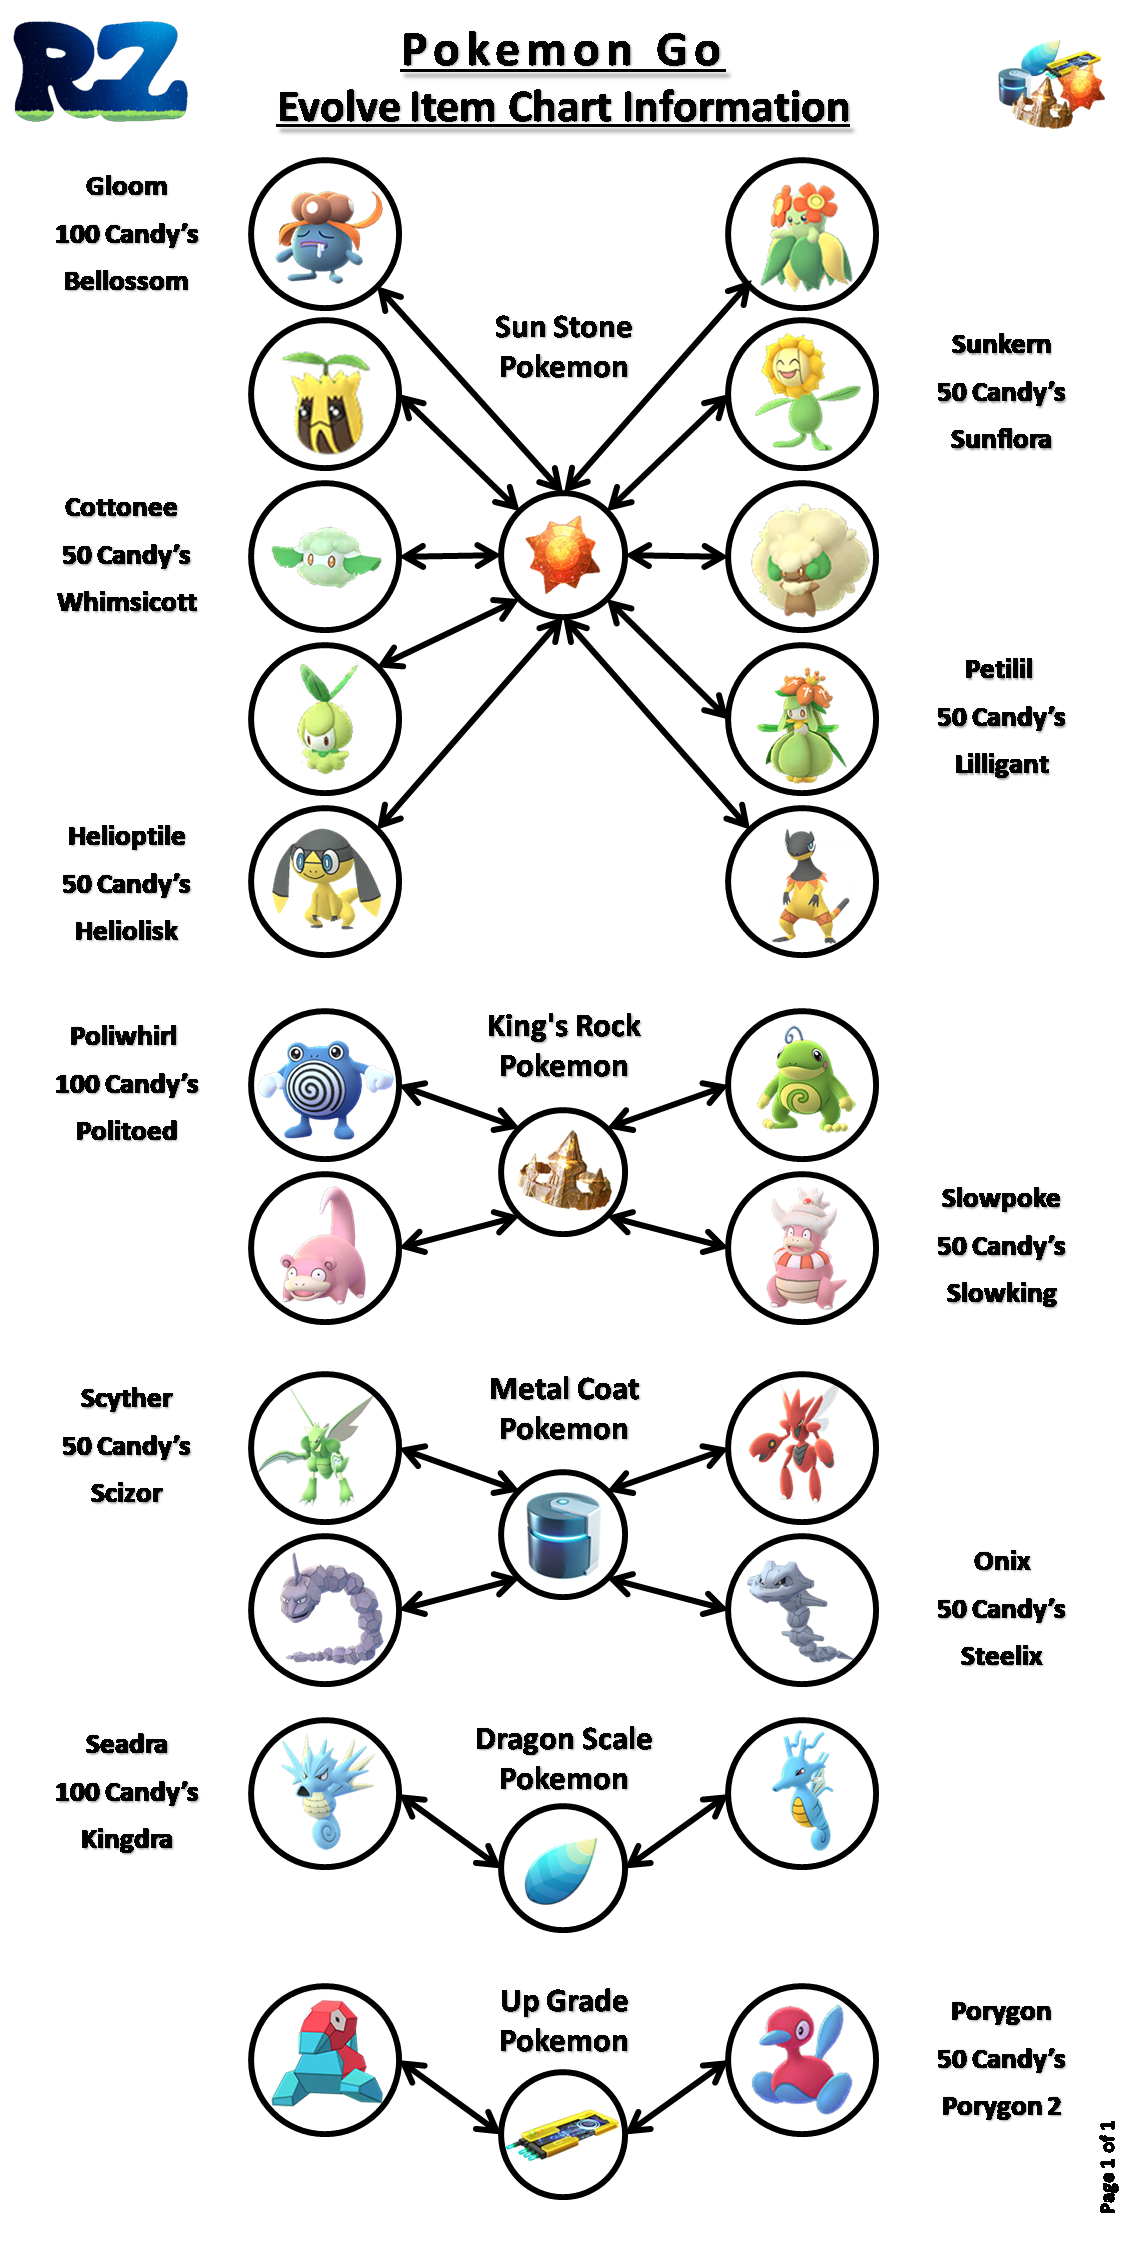 RZ
Pokemon Go
Evolve Item Chart Information
Gloom
100 Candy's
Bellossom
Sun Stone
Pokemon
Sunkern
50 Candy's
Sunflora
Cottonee
50 Candy's
Whimsicott
Petilil
50 Candy's
Lilligant
Helioptile
50 Candy's
Heliolisk
Poliwhirl
100 Candy's
Politoed
King's Rock
Pokemon
Slowpoke
50 Candy's
Slowking
Scyther
50 Candy's
Scizor
Metal Coat
Pokemon
Onix
50 Candy's
Steelix
Seadra
100 Candy's
Kingdra
Dragon Scale
Pokemon
Up Grade
Pokemon
Porygon
50 Candy's
Porygon 2
Page 1 of 1